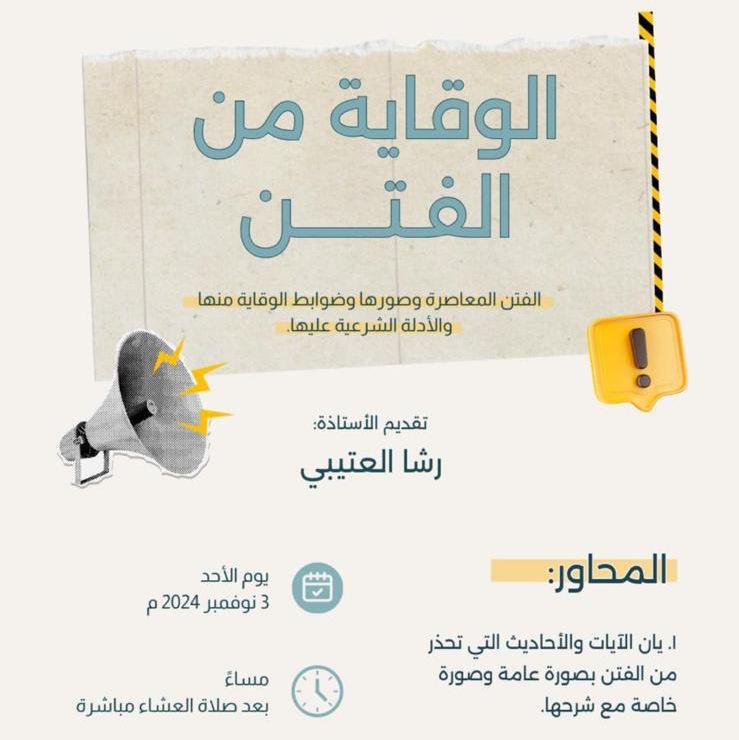 الوقاية من
الفتن
الفتن المعاصرة وصورها وضوابط الوقاية منها
والأدلة الشرعية عليها.
تقديم الأستاذة:
رشا العتيبي
المحاور:
١. يان الآيات والأحاديث التي تحذر
من الفتن بصورة عامة وصورة
خاصة مع شرحها.
يوم الأحد
3 نوفمبر 2024 م
مساءً
بعد صلاة العشاء مباشرة